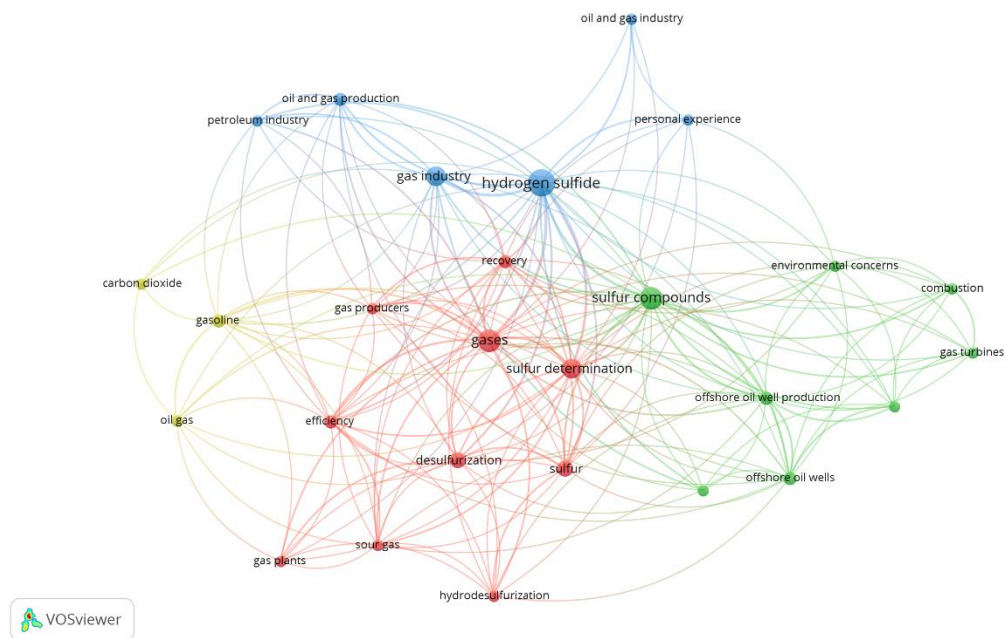 oil and gas industry
oil and gas production
petroleum industry
personal experience
gas industry
hydrogen sulfide
recovery
environmental concerns
carbon dioxide
combustion
sulfur compounds
gas producers
gasoline
gases
gas turbines
sulfur determination
offshore oil well production
oil gas
efficiency
desulfurization
sulfur
offshore oil wells
sour gas
gas plants
hydrodesulfurization
VOSviewer